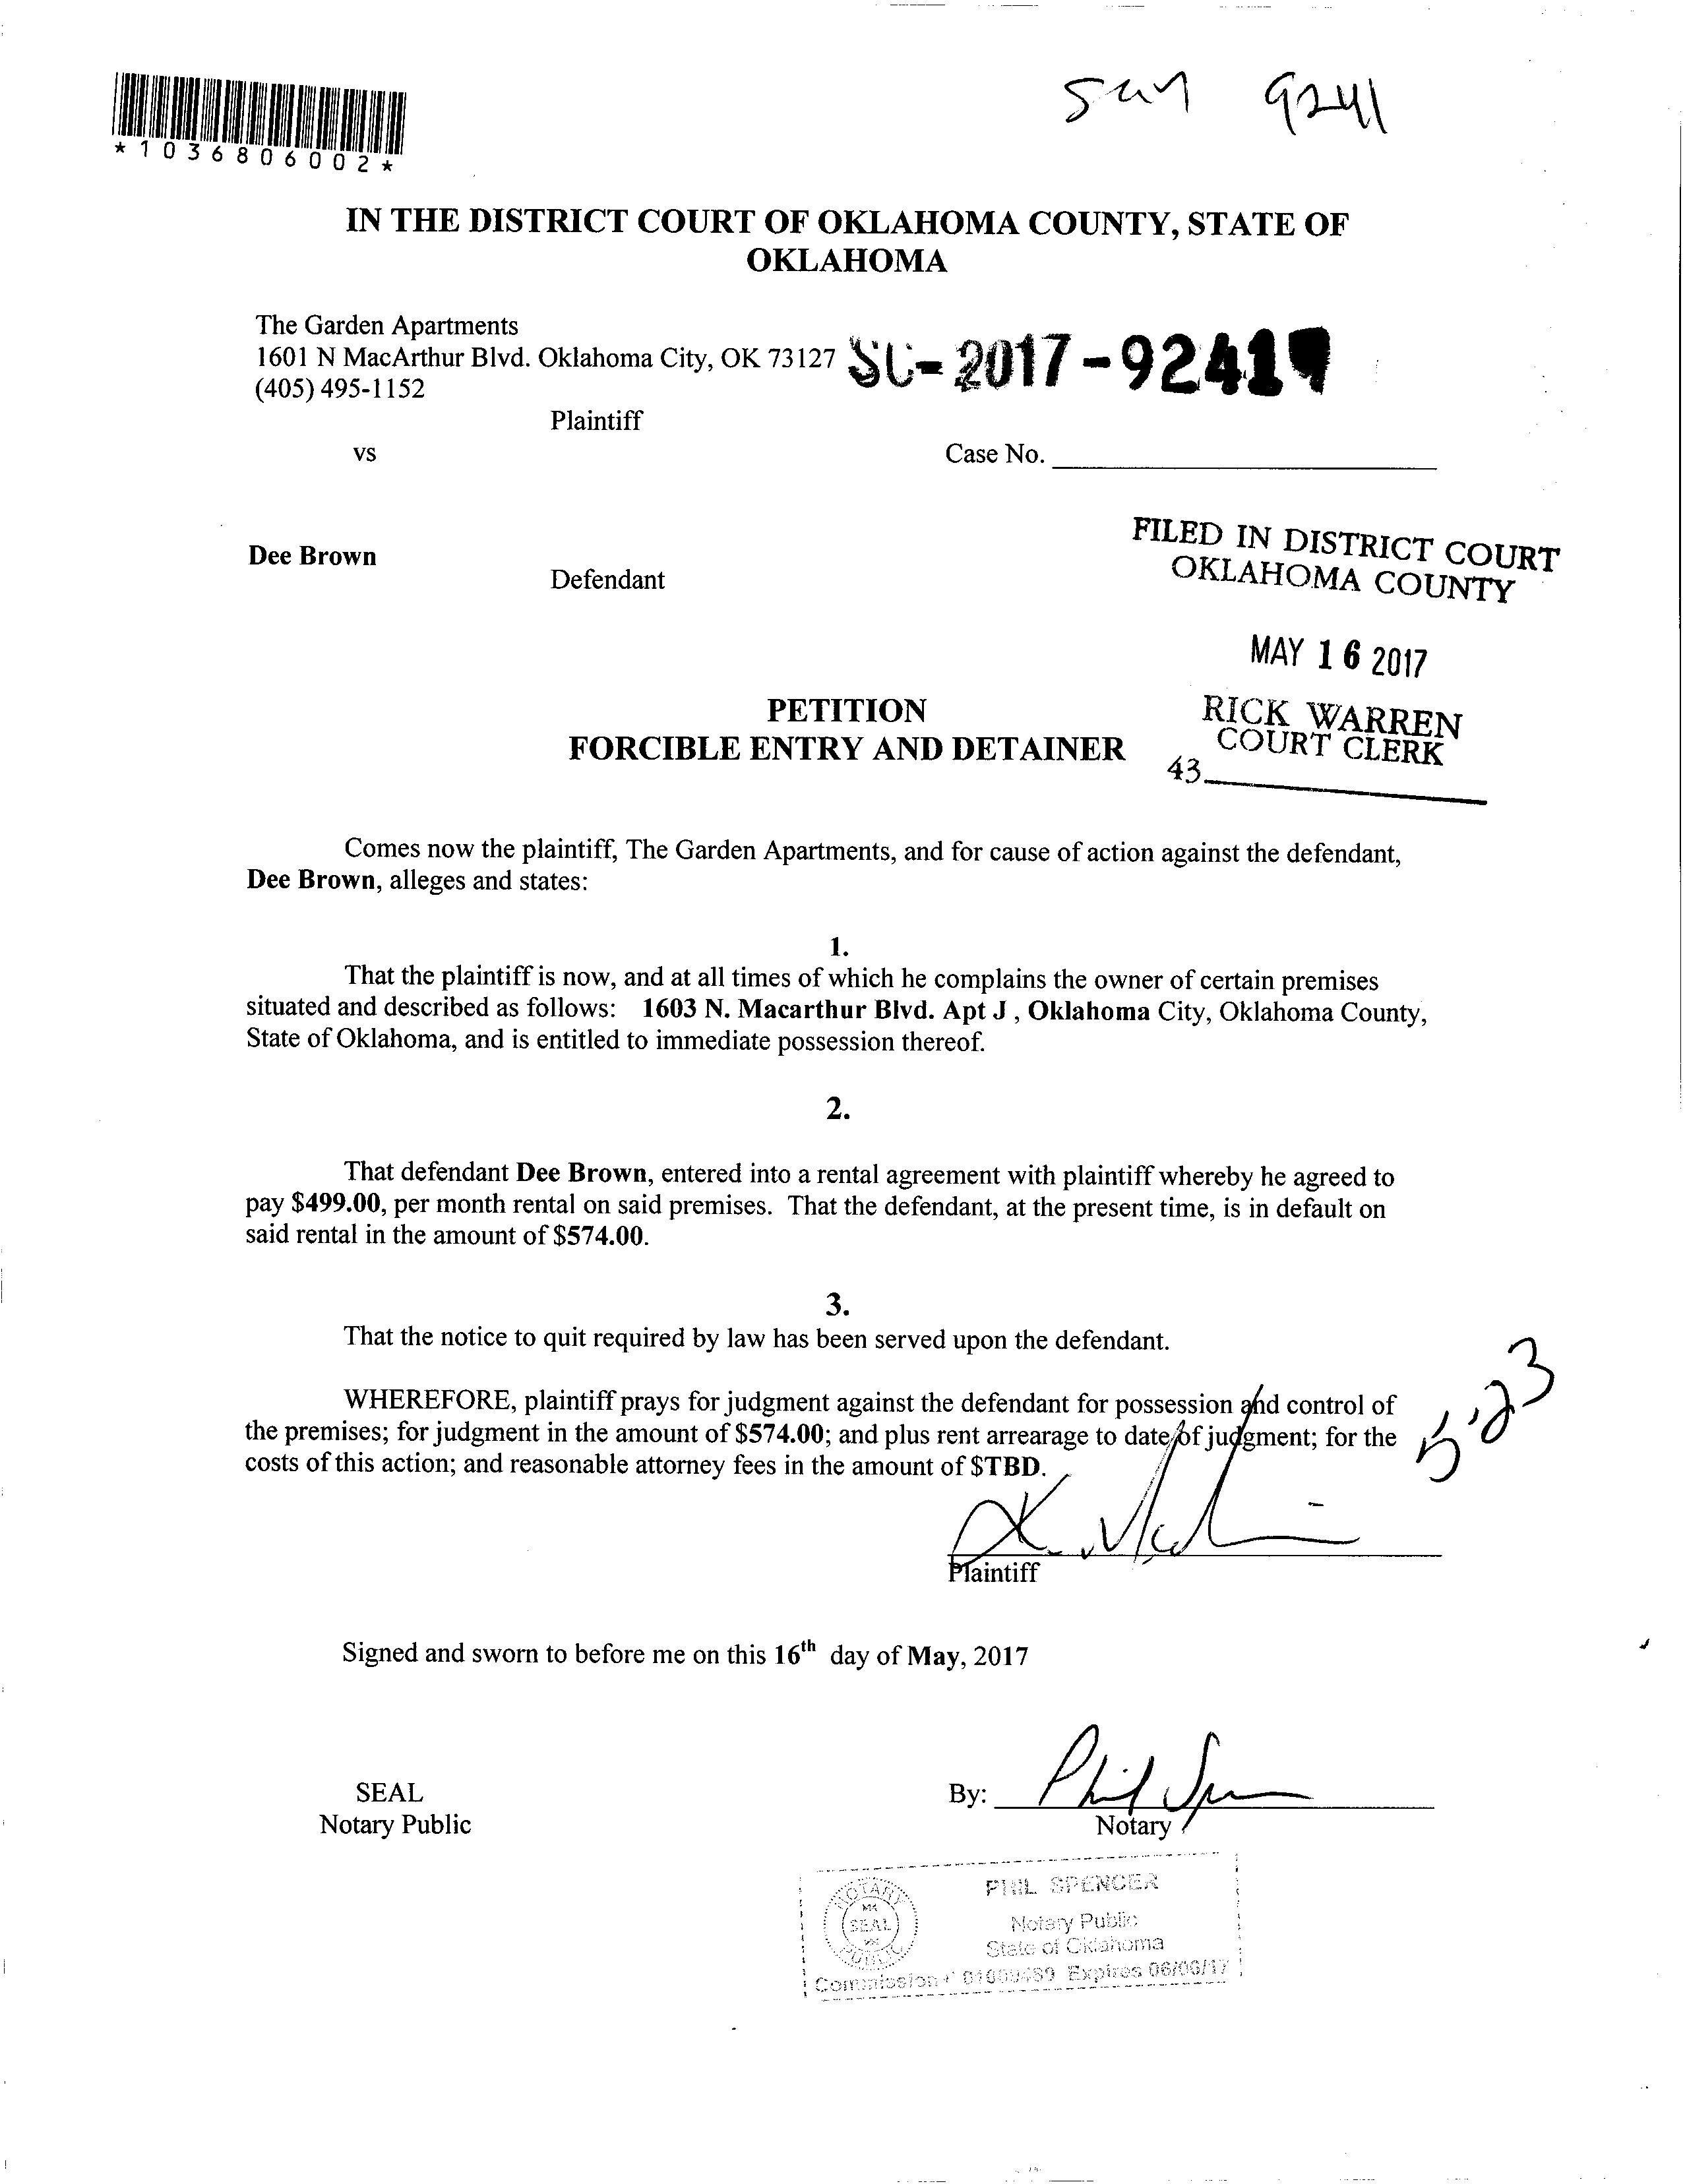 9241
*1036806002*
IN THE DISTRICT COURT OF OKLAHOMA COUNTY, STATE OF
OKLAHOMA
The Garden Apartments
1601 N MacArthur Blvd. Oklahoma City, OK 73127
SC-2017-9241
(405) 495-1152
Plaintiff
vs
Case No.
FILED IN DISTRICT COURT
OKLAHOMA COUNTY
Dee Brown
Defendant
MAY 16 2017
RICK WARREN
COURT CLERK
43
PETITION
FORCIBLE ENTRY AND DETAINER
Comes now the plaintiff, The Garden Apartments, and for cause of action against the defendant,
Dee Brown, alleges and states:
1.
That the plaintiff is now, and at all times of which he complains the owner of certain premises
situated and described as follows: 1603 N. Macarthur Blvd. Apt J , Oklahoma City, Oklahoma County,
State of Oklahoma, and is entitled to immediate possession thereof.
2.
That defendant Dee Brown, entered into a rental agreement with plaintiff whereby he agreed to
pay $499.00, per month rental on said premises. That the defendant, at the present time, is in default on
said rental in the amount of $574.00.
3.
That the notice to quit required by law has been served upon the defendant.
WHEREFORE, plaintiff prays for judgment against the defendant for possession and control of
the premises; for judgment in the amount of $574.00; and plus rent arrearage to date of judgment; for the
costs of this action; and reasonable attorney fees in the amount of $TBD.
5-23
Plaintiff
Signed and sworn to before me on this 16th day of May, 2017
SEAL
Notary Public
By:
Notary
NOTARY
SEAL
PUBLIC
PHIL SPENCER
Notary Public
State of Oklahoma
Commission # Expires 06/06/17